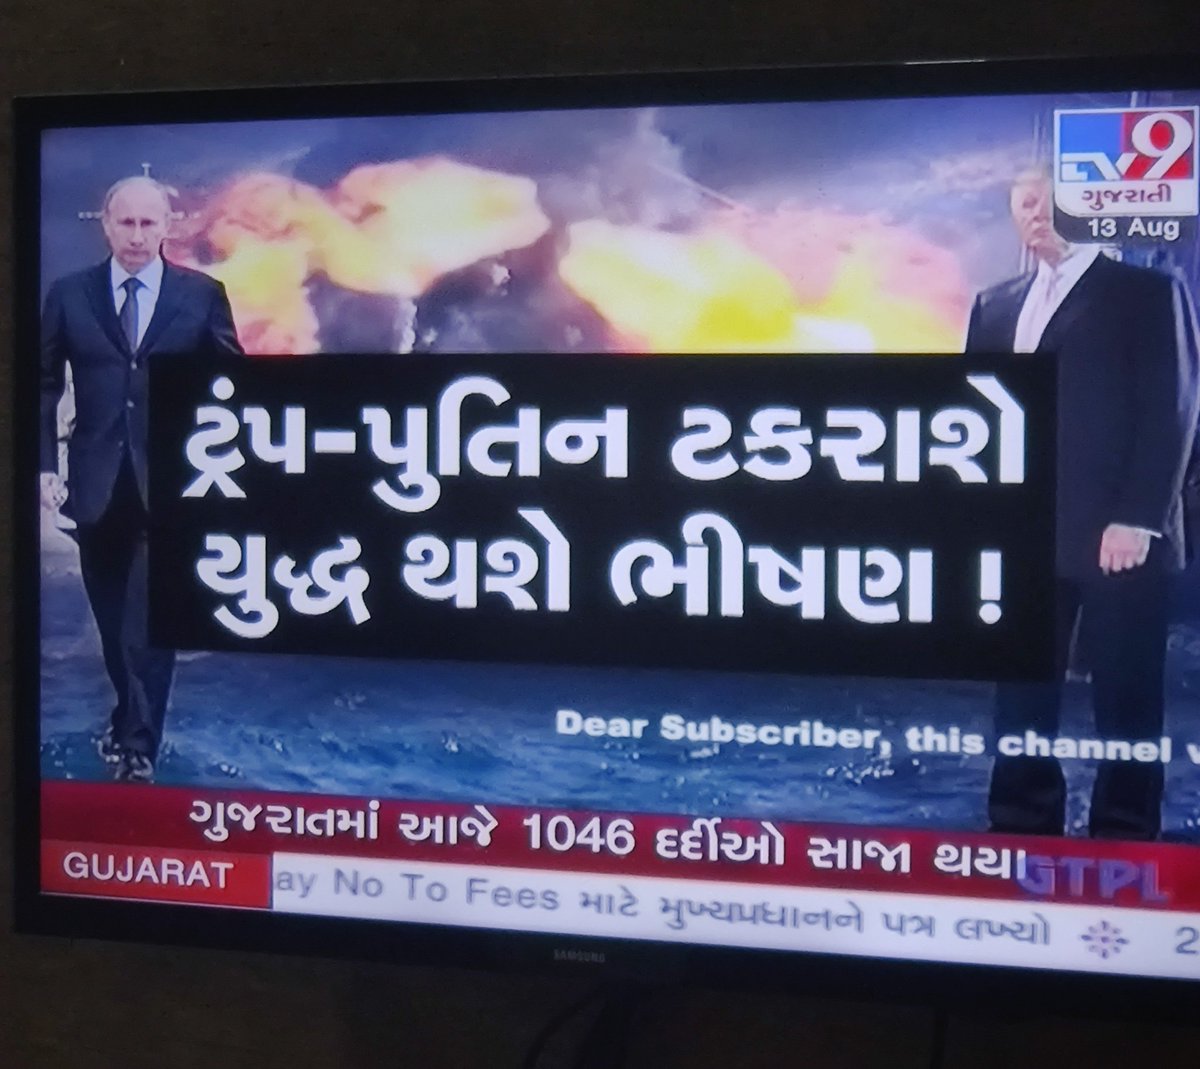 TV9
ગુજરાતી
13 Aug
ટ્રંપ-પુતિન ટકરાશે
યુદ્ધ થશે ભીષણ !
Dear Subscriber, this channel
ગુજરાતમાં આજે 1046 દર્દીઓ સાજા થયા
GTPL
GUJARAT
ay No To Fees માટે મુખ્યપ્રધાનને પત્ર લખ્યો
2
SAMSUNG